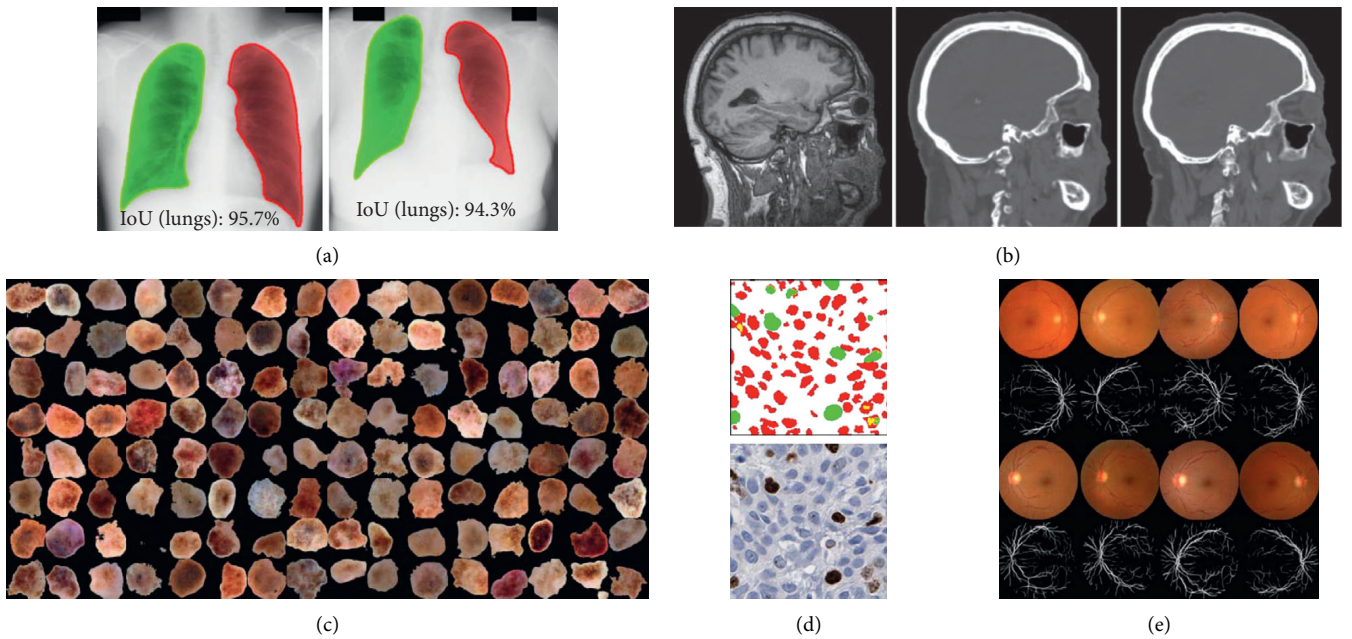 IoU (lungs): 95.7%
IoU (lungs): 94.3%
(a)
(b)
(c)
(d)
(e)